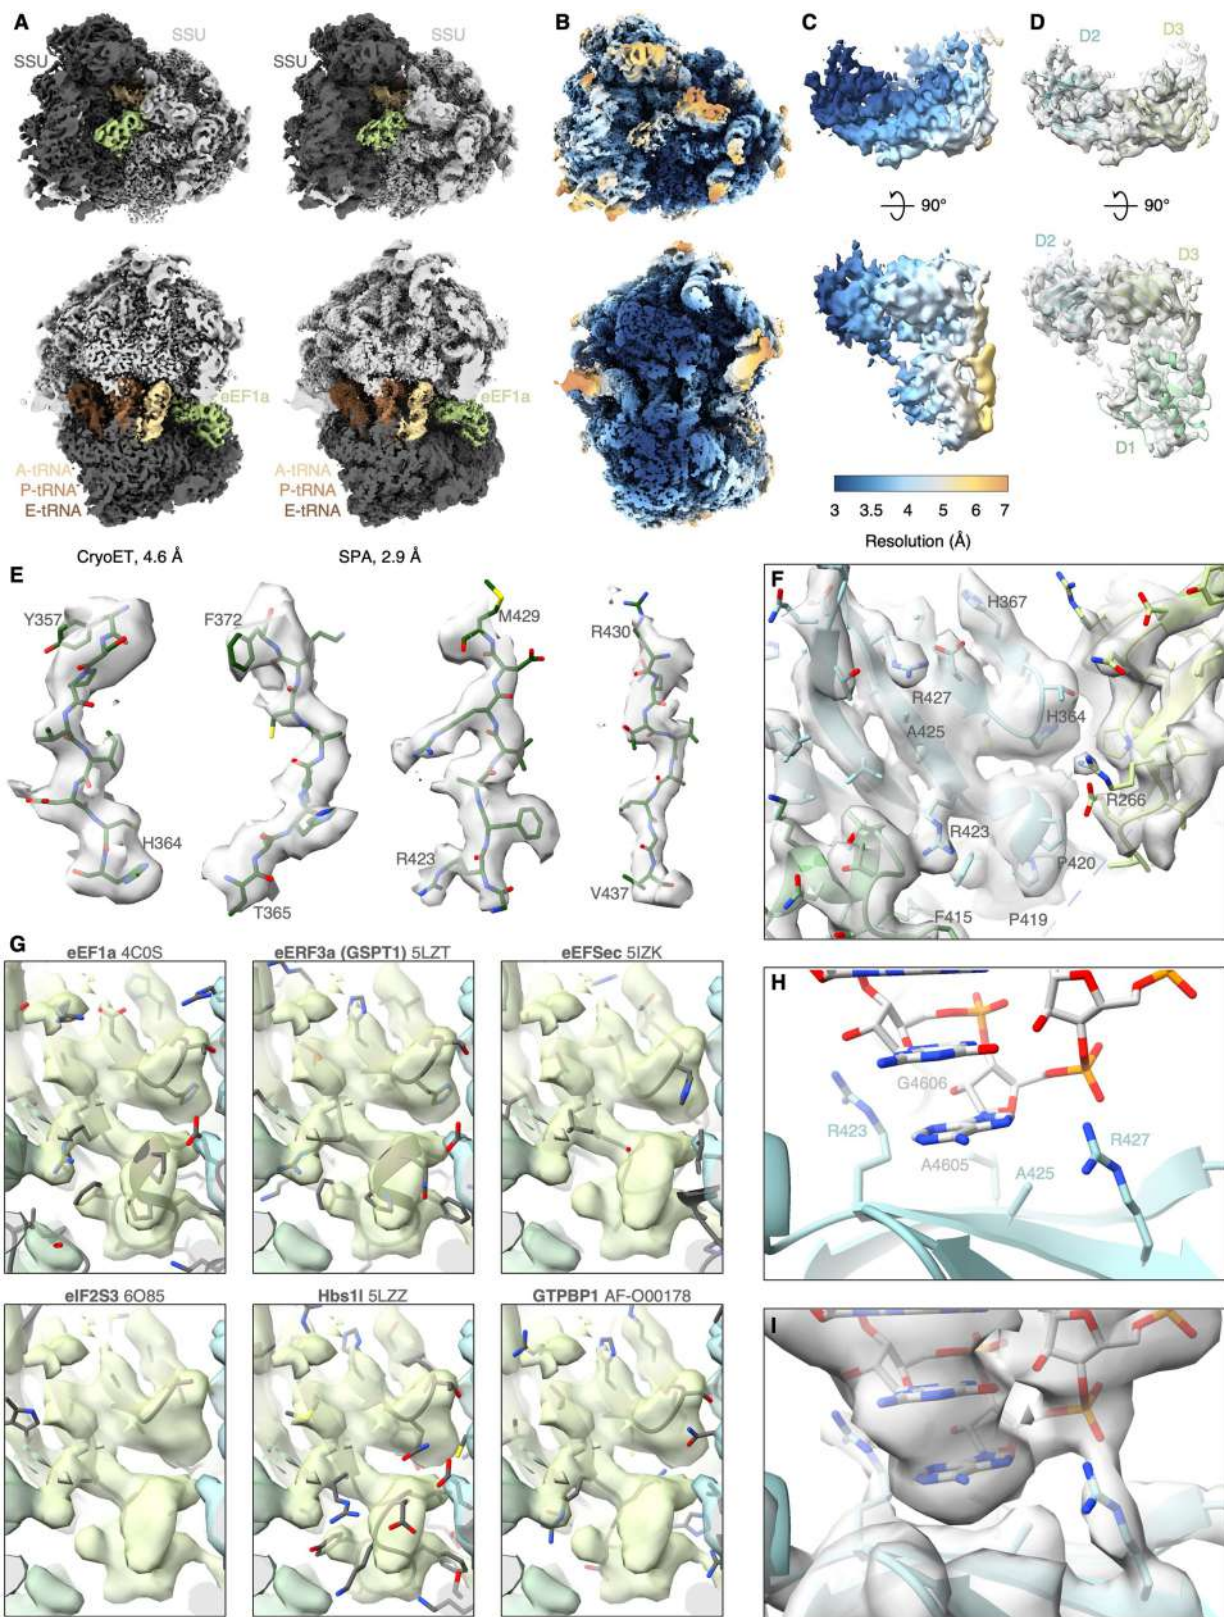 A
SSU
SSU
SSU
SSU
eEF1a
eEF1a
A-tRNA
P-tRNA
E-tRNA
A-tRNA
P-tRNA
E-tRNA
CryoET, 4.6 Å
SPA, 2.9 Å
B
C
90°
3 3.5 4 5 6 7
Resolution (Å)
D
D2
D3
90°
D2
D3
D1
E
Y357
H364
F372
T365
M429
R423
R430
V437
F
H367
R427
A425
H364
R266
R423
P420
F415
P419
G
eEF1a 4C0S
eERF3a (GSPT1) 5LZT
eEFSec 5IZK
eIF2S3 6O85
Hbs1l 5LZZ
GTPBP1 AF-O00178
H
G4606
R423
A4605
A425
R427
I